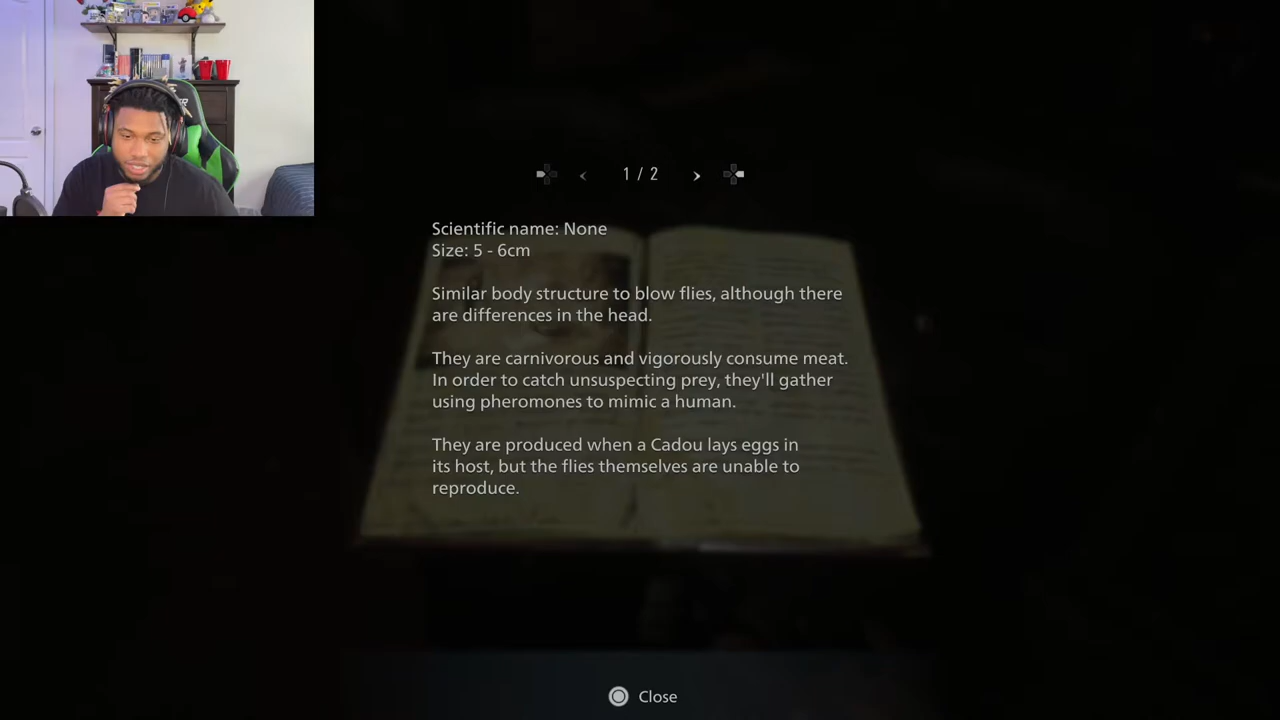 1 / 2
Scientific name: None
Size: 5 - 6cm
Similar body structure to blow flies, although there
are differences in the head.
They are carnivorous and vigorously consume meat.
In order to catch unsuspecting prey, they'll gather
using pheromones to mimic a human.
They are produced when a Cadou lays eggs in
its host, but the flies themselves are unable to
reproduce.
Close